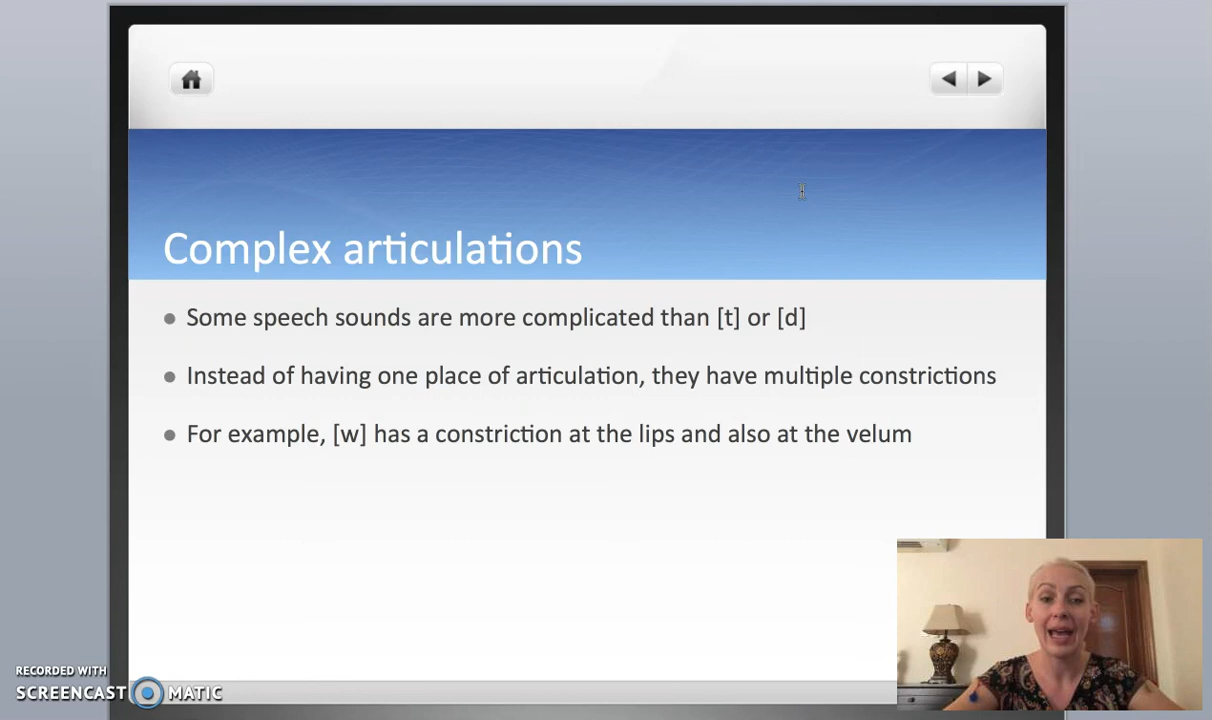 Complex articulations
Some speech sounds are more complicated than [t] or [d]
Instead of having one place of articulation, they have multiple constrictions
For example, [w] has a constriction at the lips and also at the velum
RECORDED WITH
SCREENCAST MATIC